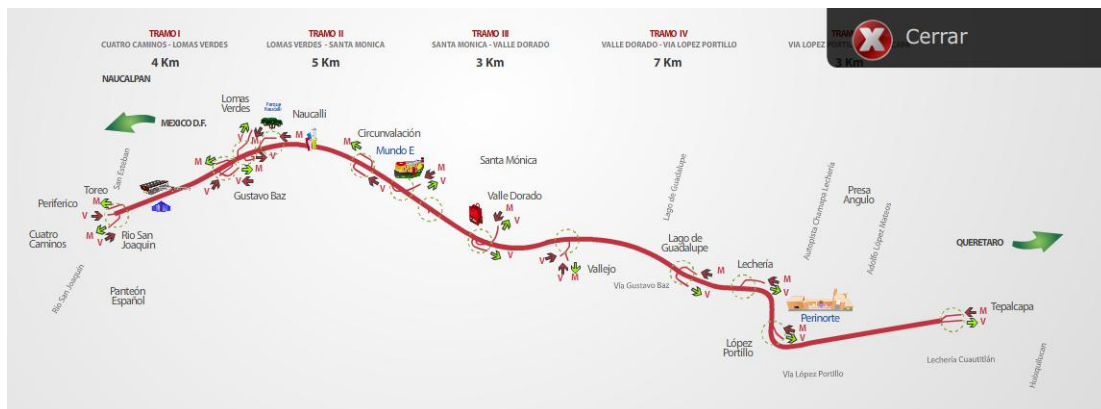 TRAMO I
CUATRO CAMINOS - LOMAS VERDES
4 Km
TRAMO II
LOMAS VERDES - SANTA MONICA
5 Km
TRAMO III
SANTA MONICA - VALLE DORADO
3 Km
TRAMO IV
VALLE DORADO - VIA LOPEZ PORTILLO
7 Km
VIA LOPEZ
3 Km
Cerrar
NAUCALPAN
MEXICO D.F.
San Esteban
Toreo
M
Periferico
V
Cuatro
Caminos
M
V
Rio San
Joaquin
Rio San Joaquin
Panteón
Español
Lomas
Verdes
Parque
Naucalli
Naucalli
V
M
M
V
M
M
V
V
Gustavo Baz
Circunvalación
M
V
Mundo E
M
V
Santa Mónica
Valle Dorado
M
V
V
V
V
M
Vallejo
Lago de Guadalupe
Lago de
Guadalupe
M
V
Vía Gustavo Baz
Lechería
M
V
Autopista Chamapa Lechería
Presa
Angulo
Adolfo López Mateos
Perinorte
López
Portillo
M
V
Vía López Portillo
QUERETARO
Tepalcapa
M
V
Lechería Cuautitlán
Huisquilucan